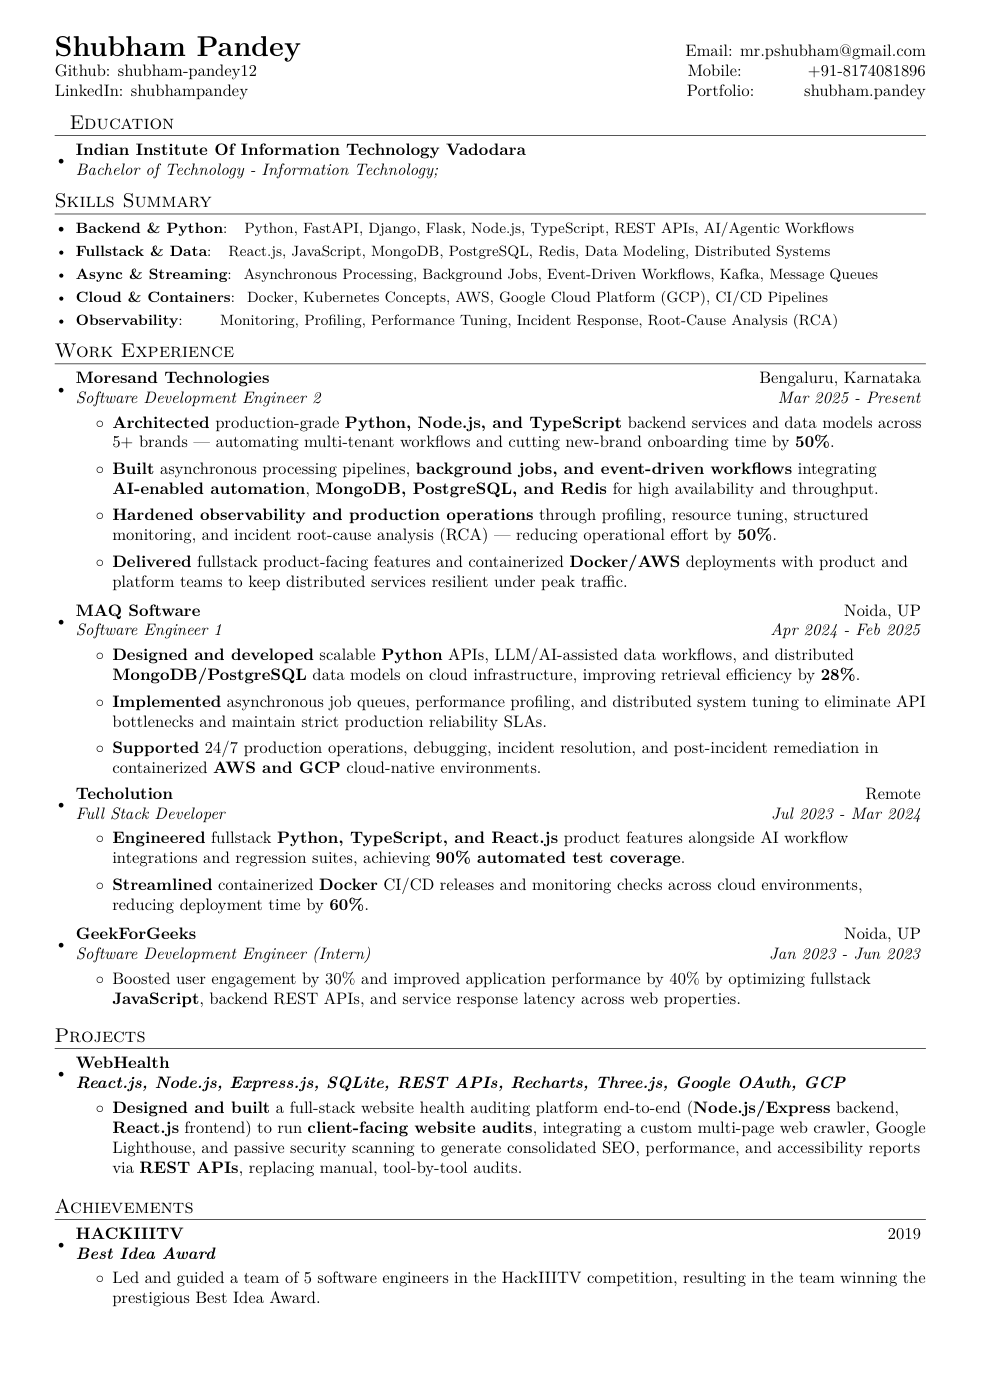 Shubham Pandey
Email: mr.pshubham@gmail.com
Github: shubham-pandey12
Mobile: +91-8174081896
LinkedIn: shubhampandey
Portfolio: shubham.pandey
Education
• Indian Institute Of Information Technology Vadodara
Bachelor of Technology - Information Technology;
Skills Summary
• Backend & Python: Python, FastAPI, Django, Flask, Node.js, TypeScript, REST APIs, AI/Agentic Workflows
• Fullstack & Data: React.js, JavaScript, MongoDB, PostgreSQL, Redis, Data Modeling, Distributed Systems
• Async & Streaming: Asynchronous Processing, Background Jobs, Event-Driven Workflows, Kafka, Message Queues
• Cloud & Containers: Docker, Kubernetes Concepts, AWS, Google Cloud Platform (GCP), CI/CD Pipelines
• Observability: Monitoring, Profiling, Performance Tuning, Incident Response, Root-Cause Analysis (RCA)
Work Experience
• Moresand Technologies Bengaluru, Karnataka
Software Development Engineer 2 Mar 2025 - Present
◦ Architected production-grade Python, Node.js, and TypeScript backend services and data models across
5+ brands — automating multi-tenant workflows and cutting new-brand onboarding time by 50%.
◦ Built asynchronous processing pipelines, background jobs, and event-driven workflows integrating
AI-enabled automation, MongoDB, PostgreSQL, and Redis for high availability and throughput.
◦ Hardened observability and production operations through profiling, resource tuning, structured
monitoring, and incident root-cause analysis (RCA) — reducing operational effort by 50%.
◦ Delivered fullstack product-facing features and containerized Docker/AWS deployments with product and
platform teams to keep distributed services resilient under peak traffic.
• MAQ Software Noida, UP
Software Engineer 1 Apr 2024 - Feb 2025
◦ Designed and developed scalable Python APIs, LLM/AI-assisted data workflows, and distributed
MongoDB/PostgreSQL data models on cloud infrastructure, improving retrieval efficiency by 28%.
◦ Implemented asynchronous job queues, performance profiling, and distributed system tuning to eliminate API
bottlenecks and maintain strict production reliability SLAs.
◦ Supported 24/7 production operations, debugging, incident resolution, and post-incident remediation in
containerized AWS and GCP cloud-native environments.
• Techolution Remote
Full Stack Developer Jul 2023 - Mar 2024
◦ Engineered fullstack Python, TypeScript, and React.js product features alongside AI workflow
integrations and regression suites, achieving 90% automated test coverage.
◦ Streamlined containerized Docker CI/CD releases and monitoring checks across cloud environments,
reducing deployment time by 60%.
• GeekForGeeks Noida, UP
Software Development Engineer (Intern) Jan 2023 - Jun 2023
◦ Boosted user engagement by 30% and improved application performance by 40% by optimizing fullstack
JavaScript, backend REST APIs, and service response latency across web properties.
Projects
• WebHealth
React.js, Node.js, Express.js, SQLite, REST APIs, Recharts, Three.js, Google OAuth, GCP
◦ Designed and built a full-stack website health auditing platform end-to-end (Node.js/Express backend,
React.js frontend) to run client-facing website audits, integrating a custom multi-page web crawler, Google
Lighthouse, and passive security scanning to generate consolidated SEO, performance, and accessibility reports
via REST APIs, replacing manual, tool-by-tool audits.
Achievements
• HACKIIITV 2019
Best Idea Award
◦ Led and guided a team of 5 software engineers in the HackIIITV competition, resulting in the team winning the
prestigious Best Idea Award.